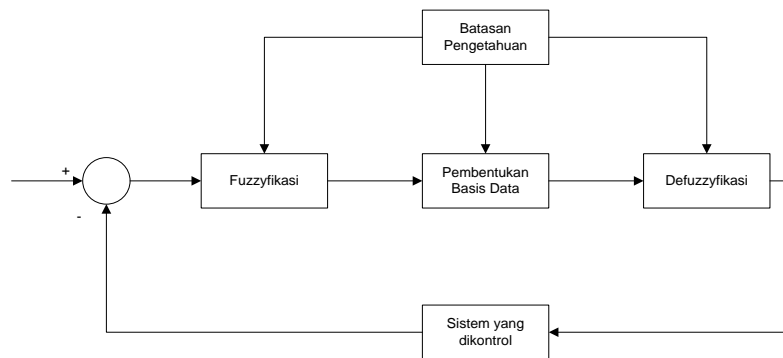 Batasan
Pengetahuan
+
Fuzzyfikasi
Pembentukan
Basis Data
Defuzzyfikasi
-
Sistem yang
dikontrol